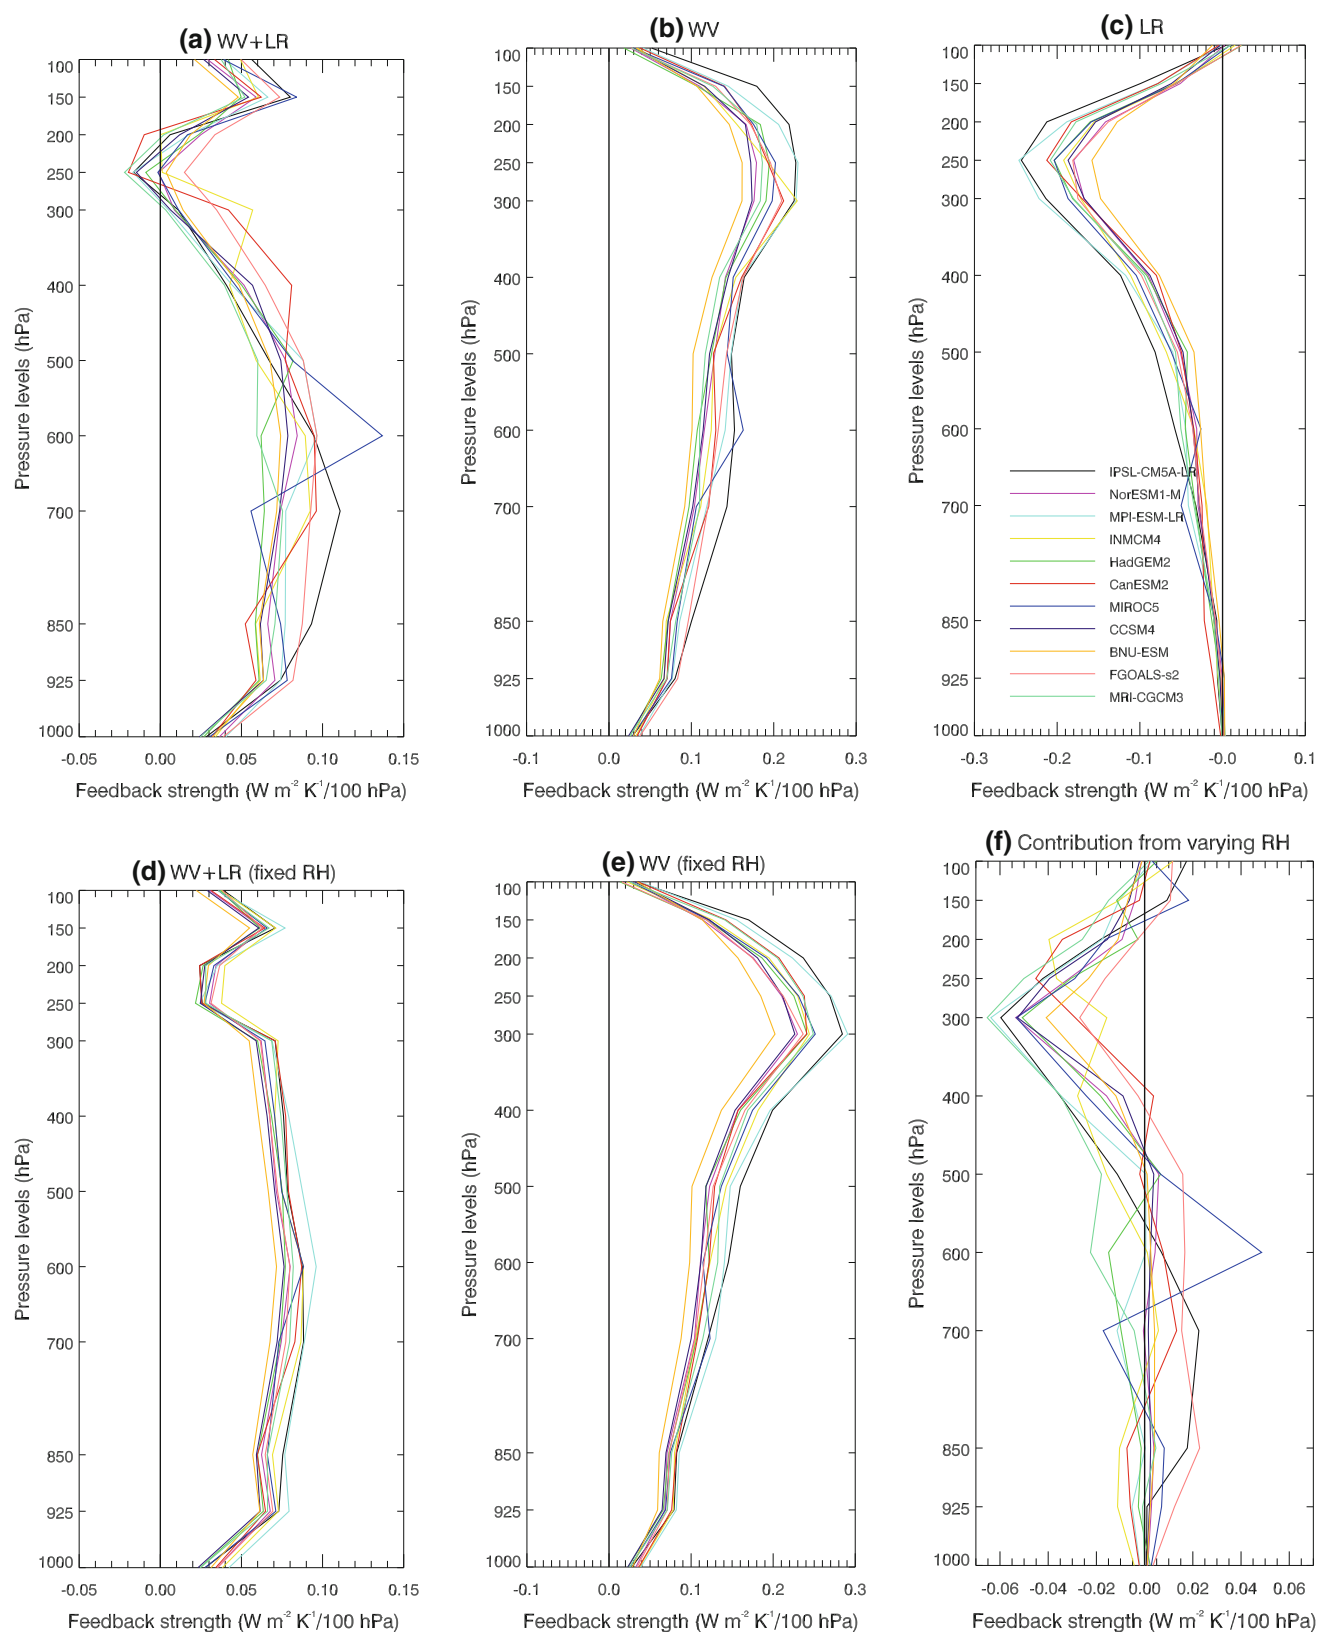 (a) WV+LR
100
150
200
250
300
400
500
600
700
850
925
1000
Pressure levels (hPa)
-0.05 0.00 0.05 0.10 0.15
Feedback strength (W m⁻² K⁻¹/100 hPa)
(b) WV
100
150
200
250
300
400
500
600
700
850
925
1000
Pressure levels (hPa)
-0.1 0.0 0.1 0.2 0.3
Feedback strength (W m⁻² K⁻¹/100 hPa)
(c) LR
100
150
200
250
300
400
500
600
700
850
925
1000
Pressure levels (hPa)
IPSL-CM5A-LR
NorESM1-M
MPI-ESM-LR
INMCM4
HadGEM2
CanESM2
MIROC5
CCSM4
BNU-ESM
FGOALS-s2
MRI-CGCM3
-0.3 -0.2 -0.1 -0.0 0.1
Feedback strength (W m⁻² K⁻¹/100 hPa)
(d) WV+LR (fixed RH)
100
150
200
250
300
400
500
600
700
850
925
1000
Pressure levels (hPa)
-0.05 0.00 0.05 0.10 0.15
Feedback strength (W m⁻² K⁻¹/100 hPa)
(e) WV (fixed RH)
100
150
200
250
300
400
500
600
700
850
925
1000
Pressure levels (hPa)
-0.1 0.0 0.1 0.2 0.3
Feedback strength (W m⁻² K⁻¹/100 hPa)
(f) Contribution from varying RH
100
150
200
250
300
400
500
600
700
850
925
1000
Pressure levels (hPa)
-0.06 -0.04 -0.02 0.00 0.02 0.04 0.06
Feedback strength (W m⁻² K⁻¹/100 hPa)